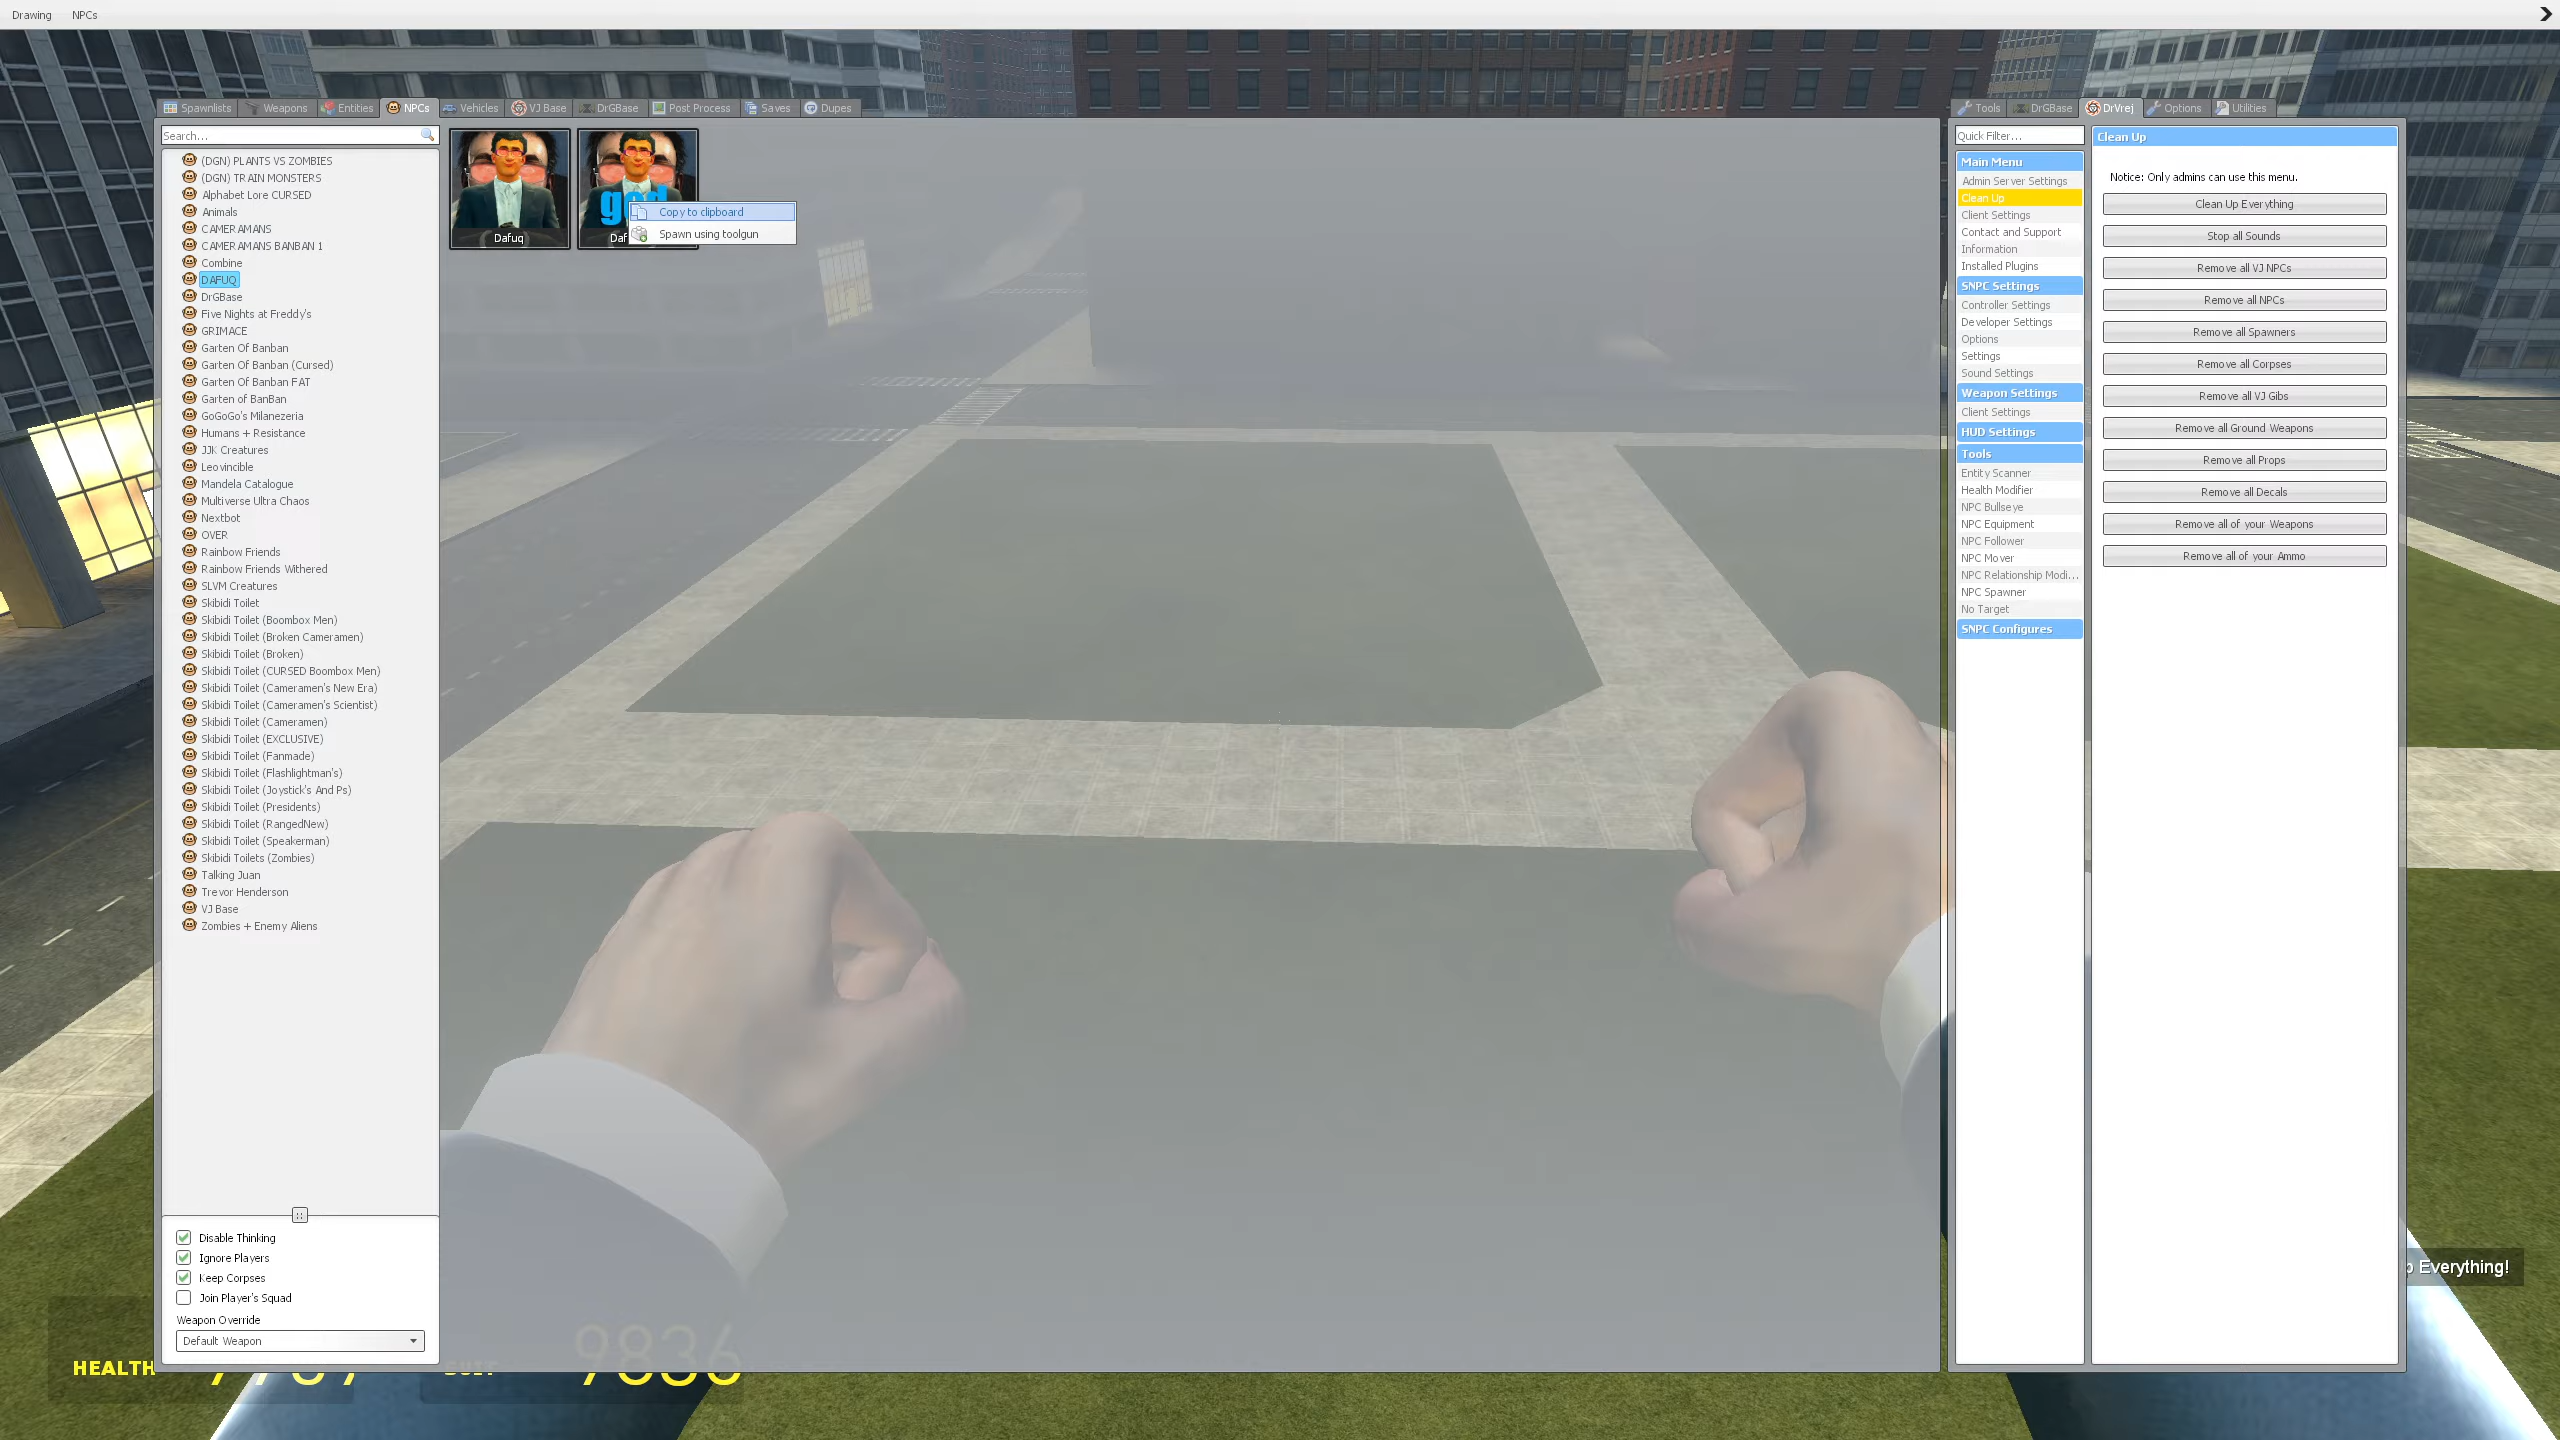 Drawing NPCs
Spawnlists Weapons Entities NPCs Vehicles VJ Base DrGBase Post Process Saves Dupes
Search...
(DGN) PLANTS VS ZOMBIES
(DGN) TRAIN MONSTERS
Alphabet Lore CURSED
Animals
CAMERAMANS
CAMERAMANS BANBAN 1
Combine
DAFUQ
DrGBase
Five Nights at Freddy's
GRIMACE
Garten Of Banban
Garten Of Banban (Cursed)
Garten Of Banban FAT
Garten of BanBan
GoGoGo's Milanezeria
Humans + Resistance
JJK Creatures
Leovincible
Mandela Catalogue
Multiverse Ultra Chaos
Nextbot
OVER
Rainbow Friends
Rainbow Friends Withered
SLVM Creatures
Skibidi Toilet
Skibidi Toilet (Boombox Men)
Skibidi Toilet (Broken Cameramen)
Skibidi Toilet (Broken)
Skibidi Toilet (CURSED Boombox Men)
Skibidi Toilet (Cameramen's New Era)
Skibidi Toilet (Cameramen's Scientist)
Skibidi Toilet (Cameramen)
Skibidi Toilet (EXCLUSIVE)
Skibidi Toilet (Fanmade)
Skibidi Toilet (Flashlightman's)
Skibidi Toilet (Joystick's And Ps)
Skibidi Toilet (Presidents)
Skibidi Toilet (RangedNew)
Skibidi Toilet (Speakerman)
Skibidi Toilets (Zombies)
Talking Juan
Trevor Henderson
VJ Base
Zombies + Enemy Aliens
Disable Thinking
Ignore Players
Keep Corpses
Join Player's Squad
Weapon Override
Default Weapon
Dafuq
Copy to clipboard
Spawn using toolgun
Tools DrGBase DrVrej Options Utilities
Quick Filter...
Main Menu
Admin Server Settings
Clean Up
Client Settings
Contact and Support
Information
Installed Plugins
SNPC Settings
Controller Settings
Developer Settings
Options
Settings
Sound Settings
Weapon Settings
Client Settings
HUD Settings
Tools
Entity Scanner
Health Modifier
NPC Bullseye
NPC Equipment
NPC Follower
NPC Mover
NPC Relationship Modi...
NPC Spawner
No Target
SNPC Configures
Clean Up
Notice: Only admins can use this menu.
Clean Up Everything
Stop all Sounds
Remove all VJ NPCs
Remove all NPCs
Remove all Spawners
Remove all Corpses
Remove all VJ Gibs
Remove all Ground Weapons
Remove all Props
Remove all Decals
Remove all of your Weapons
Remove all of your Ammo
Everything!
HEALTH
SUIT 9836